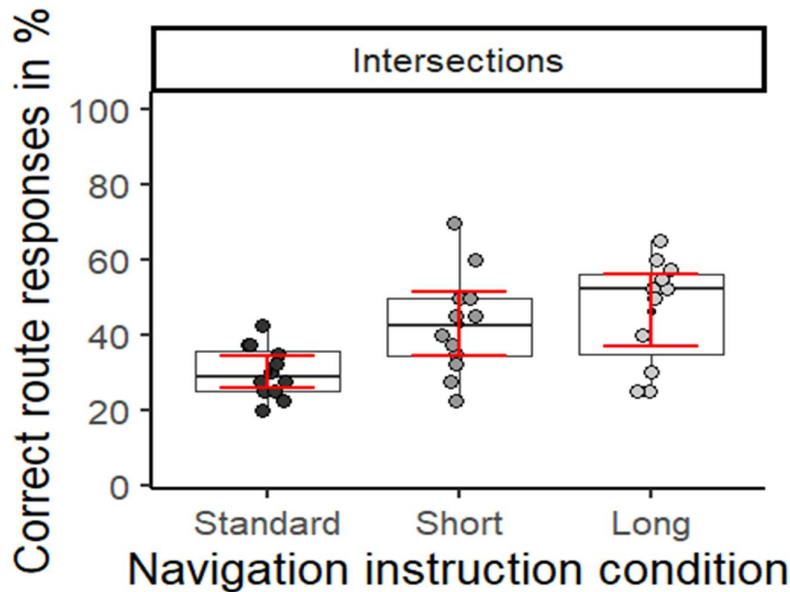 Intersections
Correct route responses in %
100
80
60
40
20
0
Standard Short Long
Navigation instruction condition